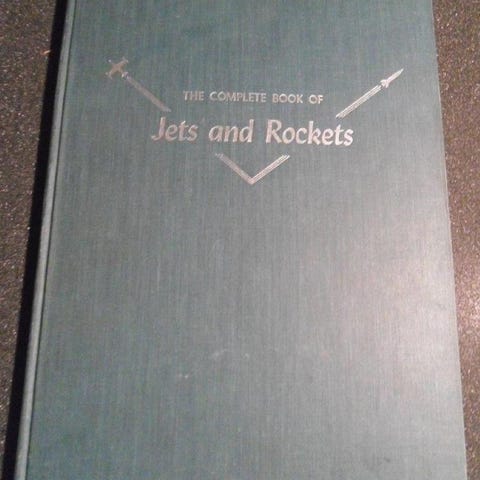 THE COMPLETE BOOK OF
Jets and Rockets